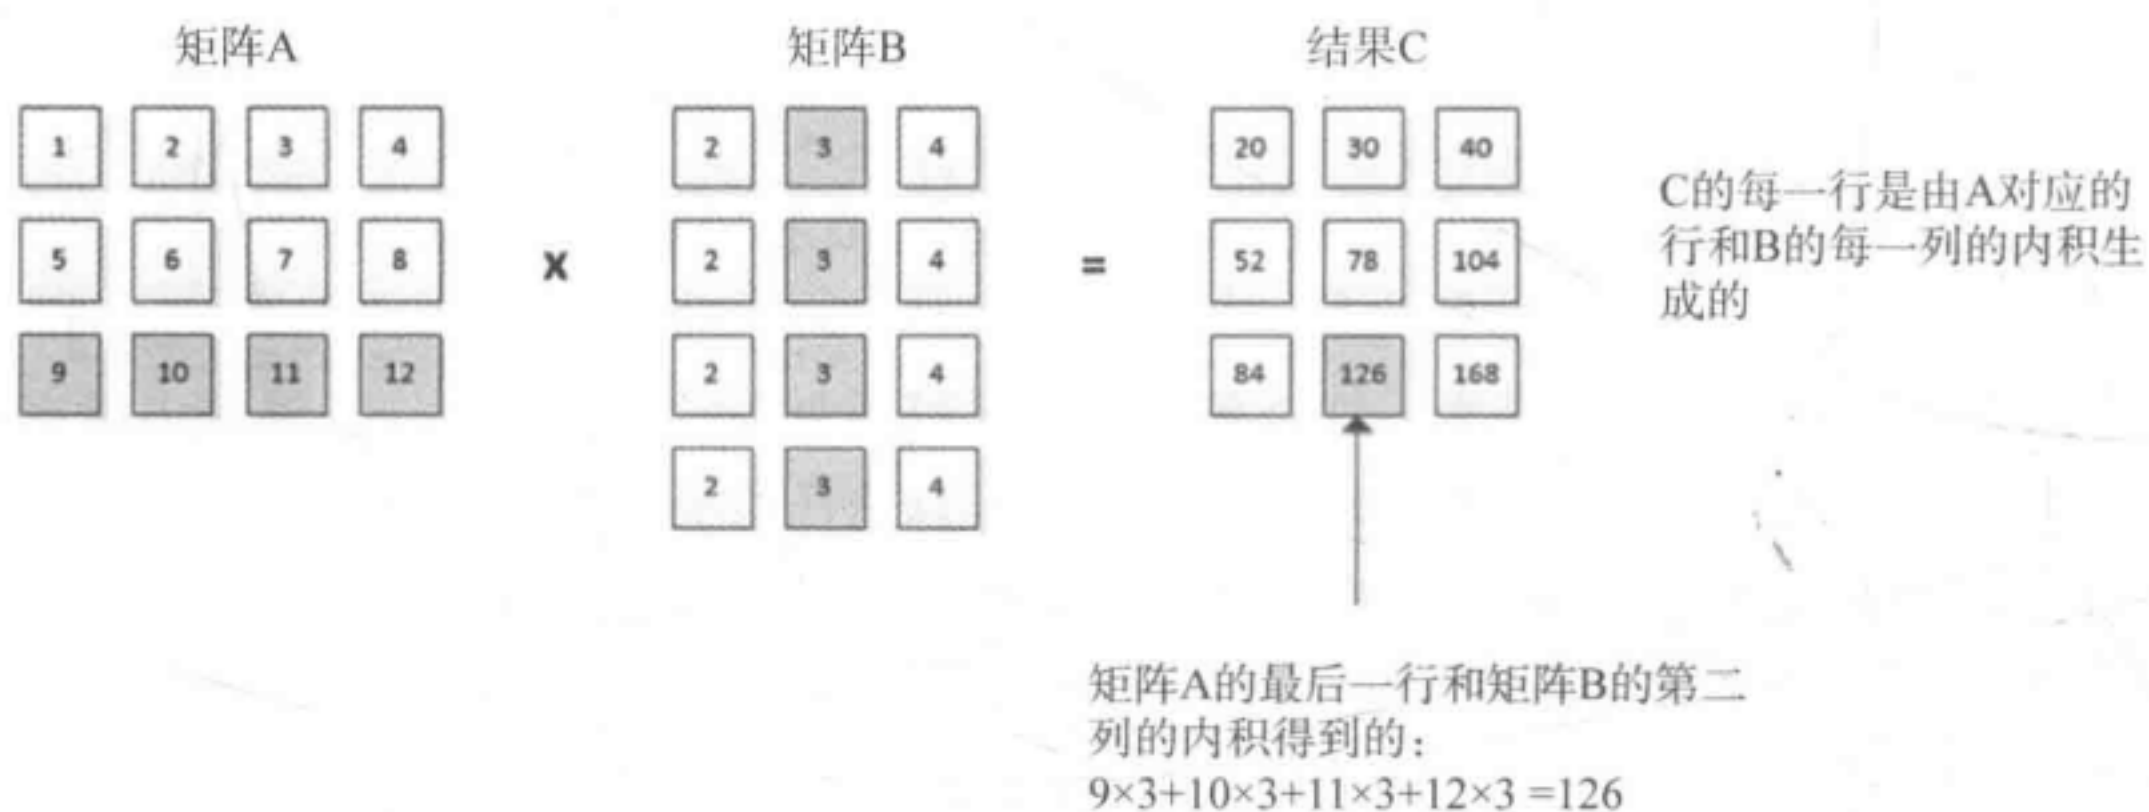 矩阵A
矩阵B
结果C
1 2 3 4
2 3 4
20 30 40
5 6 7 8
x
2 3 4
=
52 78 104
9 10 11 12
2 3 4
84 126 168
2 3 4
C的每一行是由A对应的
行和B的每一列的内积生
成的
矩阵A的最后一行和矩阵B的第二
列的内积得到的：
9×3+10×3+11×3+12×3 =126